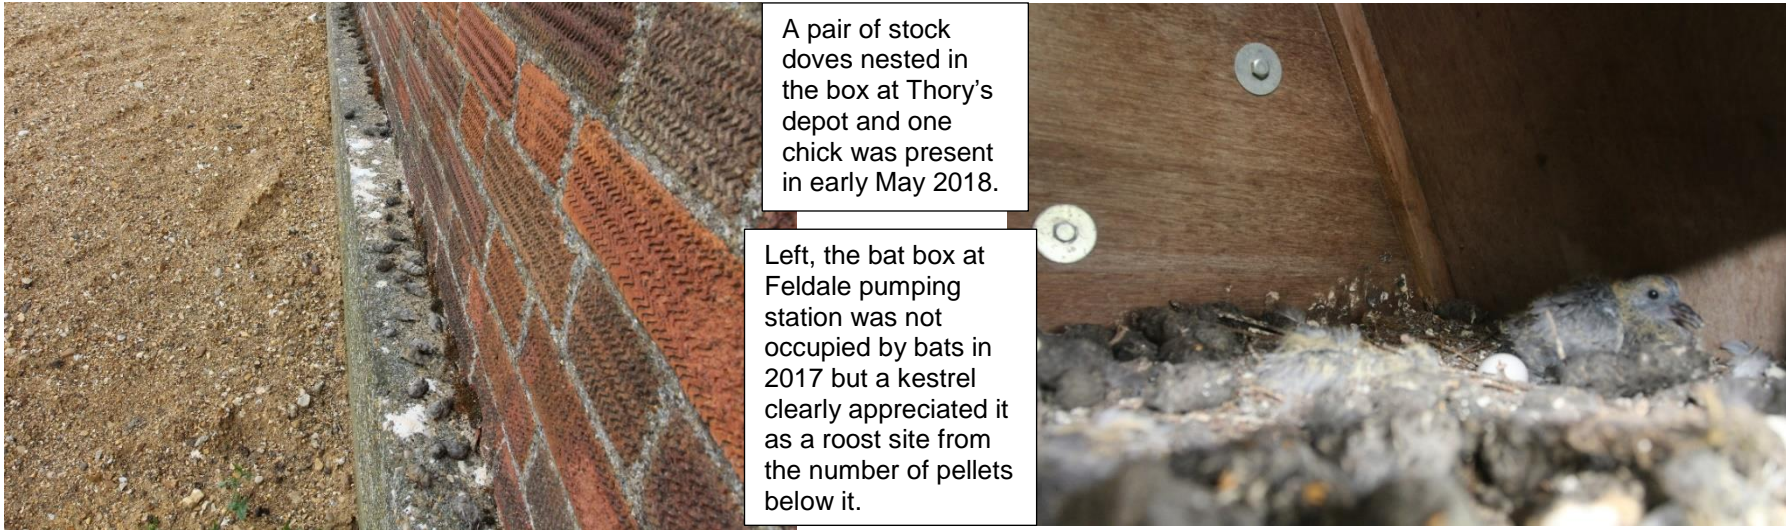 A pair of stock
doves nested in
the box at Thory’s
depot and one
chick was present
in early May 2018.
Left, the bat box at
Feldale pumping
station was not
occupied by bats in
2017 but a kestrel
clearly appreciated it
as a roost site from
the number of pellets
below it.